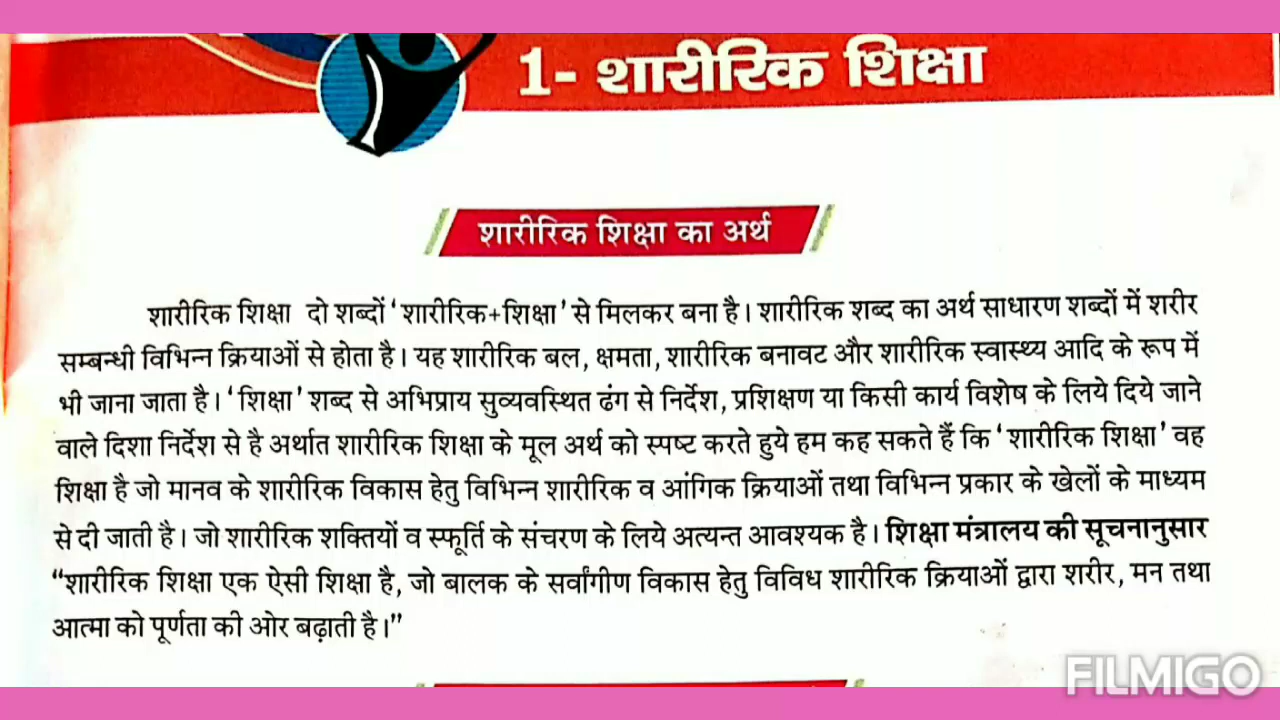 1- शारीरिक शिक्षा
शारीरिक शिक्षा का अर्थ
शारीरिक शिक्षा दो शब्दों ‘शारीरिक+शिक्षा’ से मिलकर बना है। शारीरिक शब्द का अर्थ साधारण शब्दों में शरीर
सम्बन्धी विभिन्न क्रियाओं से होता है। यह शारीरिक बल, क्षमता, शारीरिक बनावट और शारीरिक स्वास्थ्य आदि के रूप में
भी जाना जाता है। ‘शिक्षा’ शब्द से अभिप्राय सुव्यवस्थित ढंग से निर्देश, प्रशिक्षण या किसी कार्य विशेष के लिये दिये जाने
वाले दिशा निर्देश से है अर्थात शारीरिक शिक्षा के मूल अर्थ को स्पष्ट करते हुये हम कह सकते हैं कि ‘शारीरिक शिक्षा’ वह
शिक्षा है जो मानव के शारीरिक विकास हेतु विभिन्न शारीरिक व आंगिक क्रियाओं तथा विभिन्न प्रकार के खेलों के माध्यम
से दी जाती है। जो शारीरिक शक्तियों व स्फूर्ति के संचरण के लिये अत्यन्त आवश्यक है। शिक्षा मंत्रालय की सूचनानुसार
“शारीरिक शिक्षा एक ऐसी शिक्षा है, जो बालक के सर्वांगीण विकास हेतु विविध शारीरिक क्रियाओं द्वारा शरीर, मन तथा
आत्मा को पूर्णता की ओर बढ़ाती है।”
FILMIGO